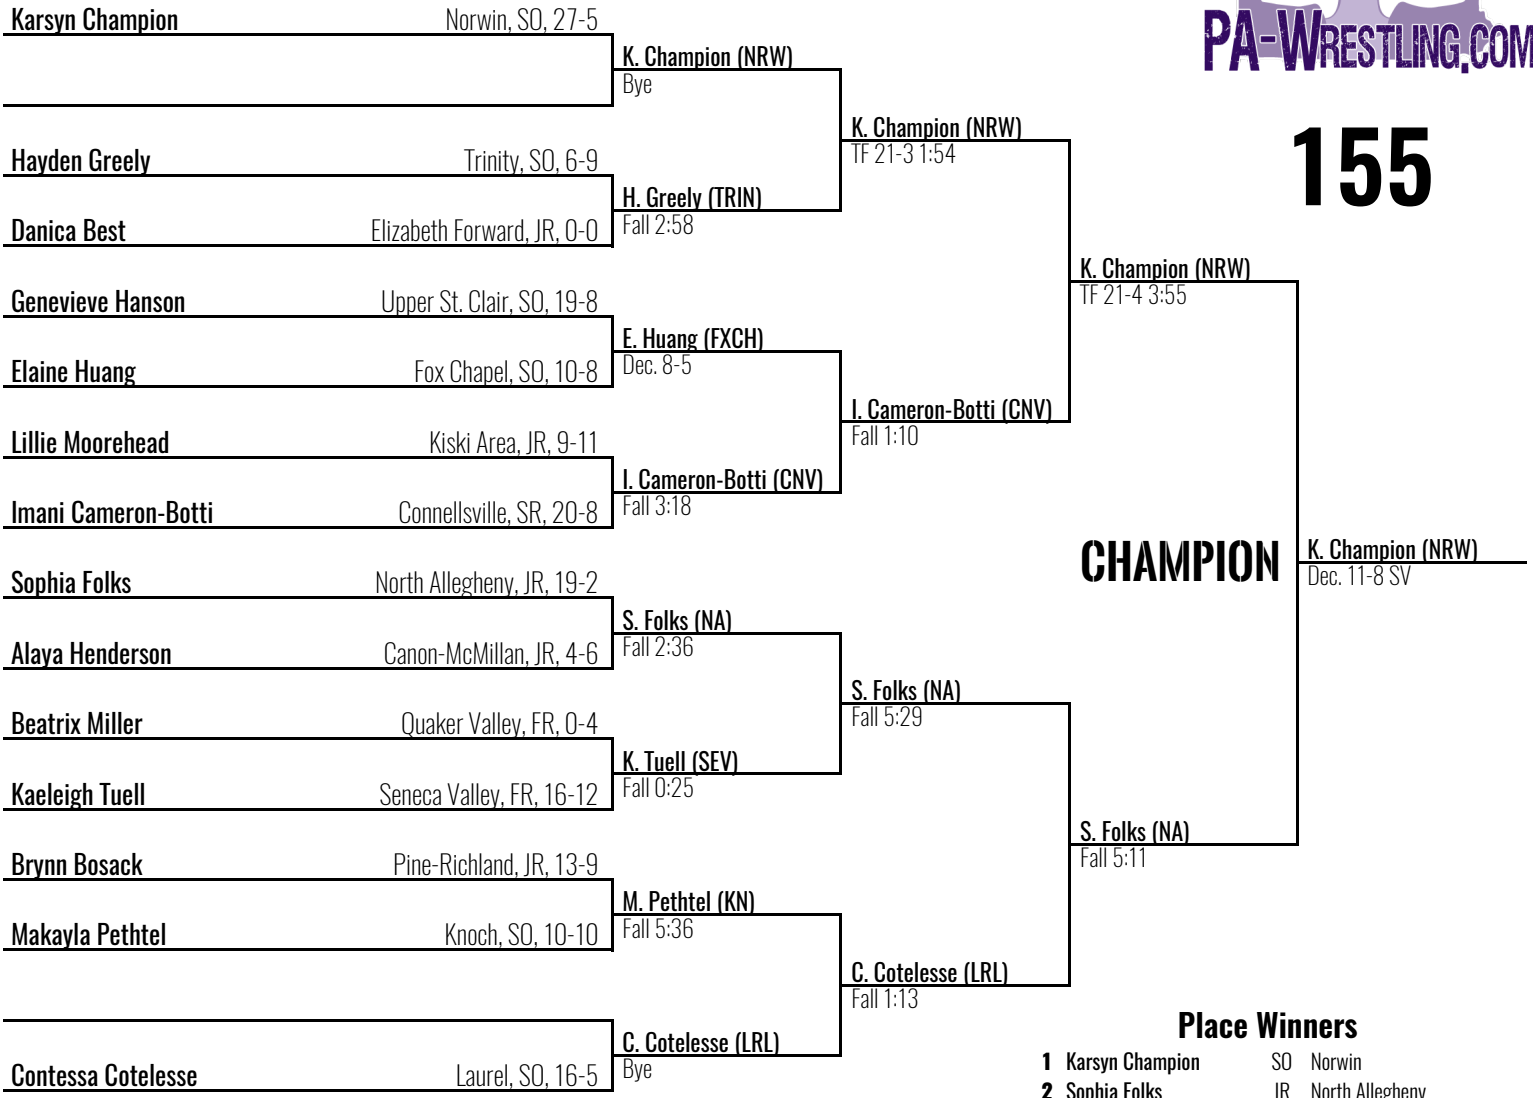 PA-WRESTLING.COM
155
Karsyn Champion Norwin, SO, 27-5
K. Champion (NRW)
Bye
Hayden Greely Trinity, SO, 6-9
Danica Best Elizabeth Forward, JR, 0-0
H. Greely (TRIN)
Fall 2:58
K. Champion (NRW)
TF 21-3 1:54
Genevieve Hanson Upper St. Clair, SO, 19-8
Elaine Huang Fox Chapel, SO, 10-8
E. Huang (FXCH)
Dec. 8-5
Lillie Moorehead Kiski Area, JR, 9-11
Imani Cameron-Botti Connellsville, SR, 20-8
I. Cameron-Botti (CNV)
Fall 3:18
I. Cameron-Botti (CNV)
Fall 1:10
K. Champion (NRW)
TF 21-4 3:55
Sophia Folks North Allegheny, JR, 19-2
Alaya Henderson Canon-McMillan, JR, 4-6
S. Folks (NA)
Fall 2:36
Beatrix Miller Quaker Valley, FR, 0-4
Kaeleigh Tuell Seneca Valley, FR, 16-12
K. Tuell (SEV)
Fall 0:25
S. Folks (NA)
Fall 5:29
Brynn Bosack Pine-Richland, JR, 13-9
Makayla Pethtel Knoch, SO, 10-10
M. Pethtel (KN)
Fall 5:36
Contessa Cotelesse Laurel, SO, 16-5
C. Cotelesse (LRL)
Bye
C. Cotelesse (LRL)
Fall 1:13
S. Folks (NA)
Fall 5:11
CHAMPION
K. Champion (NRW)
Dec. 11-8 SV
Place Winners
1 Karsyn Champion SO Norwin
2 Sophia Folks JR North Allegheny